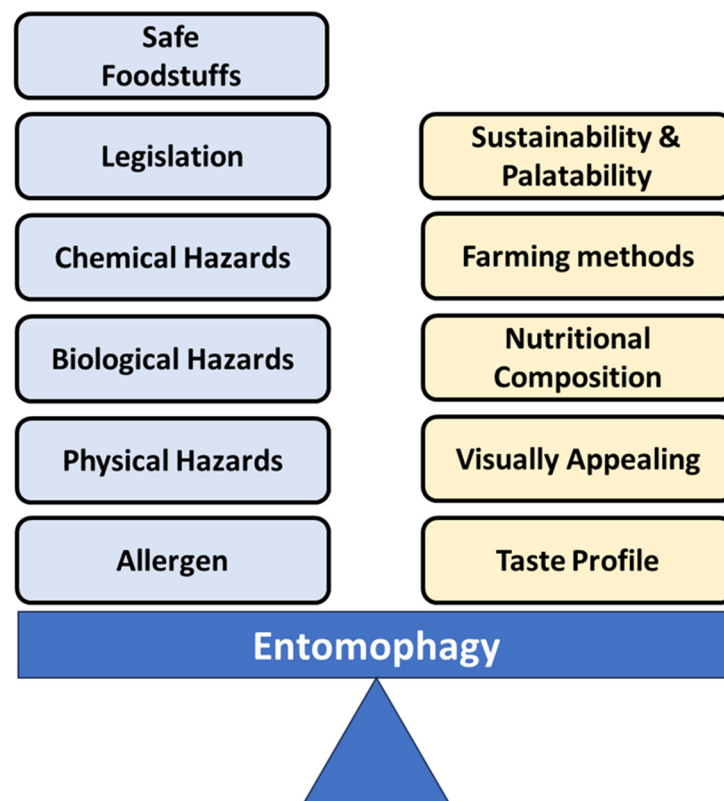 Safe
Foodstuffs
Legislation
Chemical Hazards
Biological Hazards
Physical Hazards
Allergen
Sustainability &
Palatability
Farming methods
Nutritional
Composition
Visually Appealing
Taste Profile
Entomophagy